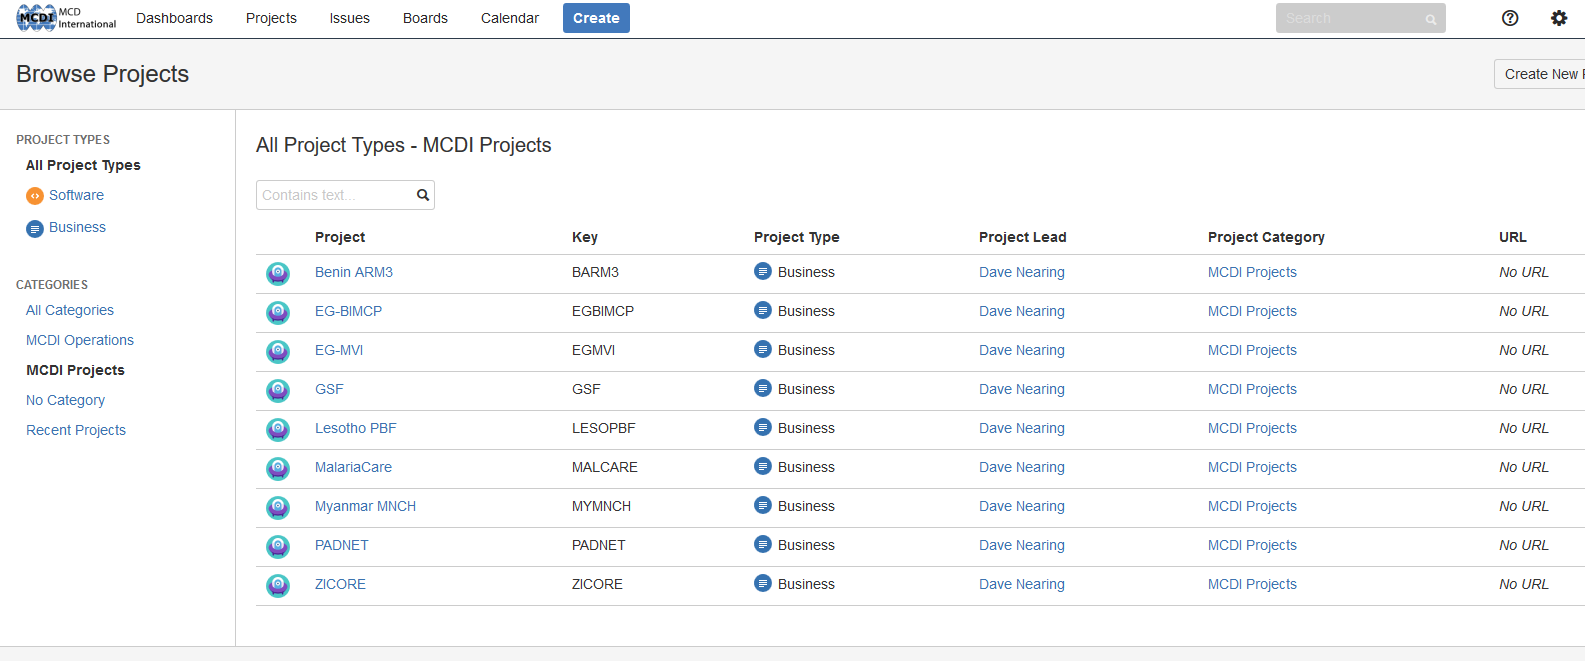 MCDI MCD International Dashboards Projects Issues Boards Calendar Create Search
Browse Projects
Create New
PROJECT TYPES
All Project Types
Software
Business
CATEGORIES
All Categories
MCDI Operations
MCDI Projects
No Category
Recent Projects
All Project Types - MCDI Projects
Contains text...
Project Key Project Type Project Lead Project Category URL
Benin ARM3 BARM3 Business Dave Nearing MCDI Projects No URL
EG-BIMCP EGBIMCP Business Dave Nearing MCDI Projects No URL
EG-MVI EGMVI Business Dave Nearing MCDI Projects No URL
GSF GSF Business Dave Nearing MCDI Projects No URL
Lesotho PBF LESOPBF Business Dave Nearing MCDI Projects No URL
MalariaCare MALCARE Business Dave Nearing MCDI Projects No URL
Myanmar MNCH MYMNCH Business Dave Nearing MCDI Projects No URL
PADNET PADNET Business Dave Nearing MCDI Projects No URL
ZICORE ZICORE Business Dave Nearing MCDI Projects No URL